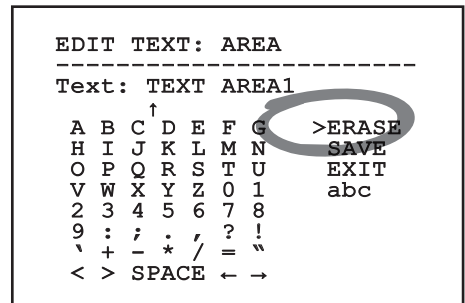 EDIT TEXT: AREA
------------------------
Text: TEXT AREA1
↑
A B C D E F G >ERASE
H I J K L M N SAVE
O P Q R S T U EXIT
V W X Y Z 0 1 abc
2 3 4 5 6 7 8
9 : ; . , ? !
‵ + – * / = ‶
< > SPACE ← →